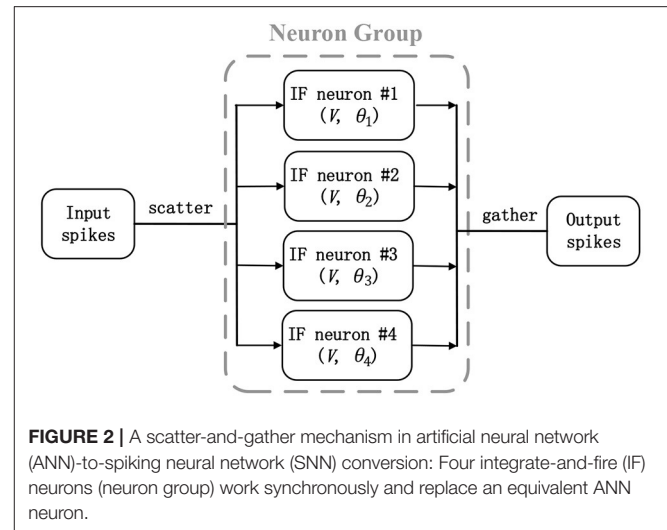 Neuron Group
IF neuron #1
(V, θ1)
IF neuron #2
(V, θ2)
Input
spikes
scatter
gather
Output
spikes
IF neuron #3
(V, θ3)
IF neuron #4
(V, θ4)
FIGURE 2 | A scatter-and-gather mechanism in artificial neural network
(ANN)-to-spiking neural network (SNN) conversion: Four integrate-and-fire (IF)
neurons (neuron group) work synchronously and replace an equivalent ANN
neuron.